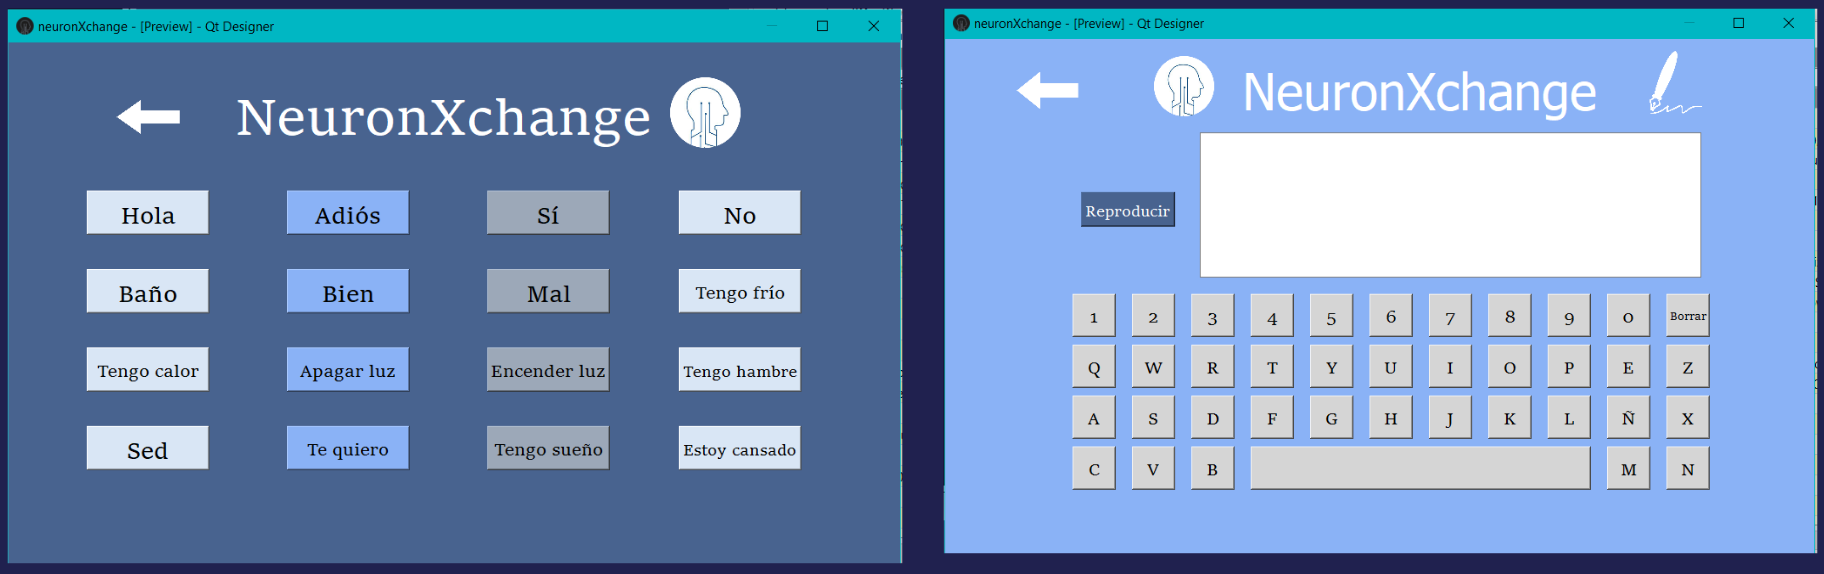 neuronXchange - [Preview] - Qt Designer
NeuronXchange
Hola Adiós Sí No
Baño Bien Mal Tengo frío
Tengo calor Apagar luz Encender luz Tengo hambre
Sed Te quiero Tengo sueño Estoy cansado
neuronXchange - [Preview] - Qt Designer
NeuronXchange
Reproducir
1 2 3 4 5 6 7 8 9 0 Borrar
Q W R T Y U I O P E Z
A S D F G H J K L Ñ X
C V B M N